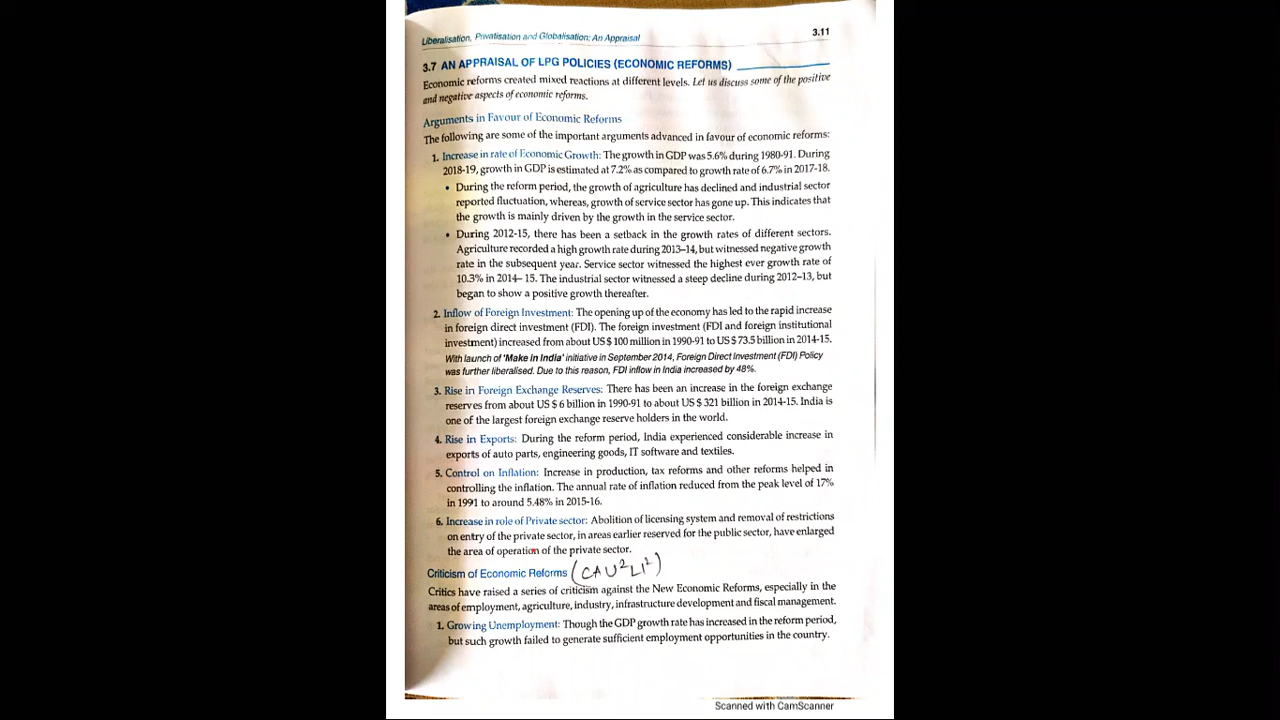 Liberalisation, Privatisation and Globalisation: An Appraisal
3.11
3.7 AN APPRAISAL OF LPG POLICIES (ECONOMIC REFORMS)
Economic reforms created mixed reactions at different levels. Let us discuss some of the positive
and negative aspects of economic reforms.
Arguments in Favour of Economic Reforms
The following are some of the important arguments advanced in favour of economic reforms:
1. Increase in rate of Economic Growth: The growth in GDP was 5.6% during 1980-91. During
2018-19, growth in GDP is estimated at 7.2% as compared to growth rate of 6.7% in 2017-18.
• During the reform period, the growth of agriculture has declined and industrial sector
reported fluctuation, whereas, growth of service sector has gone up. This indicates that
the growth is mainly driven by the growth in the service sector.
• During 2012-15, there has been a setback in the growth rates of different sectors.
Agriculture recorded a high growth rate during 2013–14, but witnessed negative growth
rate in the subsequent year. Service sector witnessed the highest ever growth rate of
10.3% in 2014– 15. The industrial sector witnessed a steep decline during 2012–13, but
began to show a positive growth thereafter.
2. Inflow of Foreign Investment: The opening up of the economy has led to the rapid increase
in foreign direct investment (FDI). The foreign investment (FDI and foreign institutional
investment) increased from about US $ 100 million in 1990-91 to US $ 73.5 billion in 2014-15.
With launch of 'Make in India' initiative in September 2014, Foreign Direct Investment (FDI) Policy
was further liberalised. Due to this reason, FDI inflow in India increased by 48%.
3. Rise in Foreign Exchange Reserves: There has been an increase in the foreign exchange
reserves from about US $ 6 billion in 1990-91 to about US $ 321 billion in 2014-15. India is
one of the largest foreign exchange reserve holders in the world.
4. Rise in Exports: During the reform period, India experienced considerable increase in
exports of auto parts, engineering goods, IT software and textiles.
5. Control on Inflation: Increase in production, tax reforms and other reforms helped in
controlling the inflation. The annual rate of inflation reduced from the peak level of 17%
in 1991 to around 5.48% in 2015-16.
6. Increase in role of Private sector: Abolition of licensing system and removal of restrictions
on entry of the private sector, in areas earlier reserved for the public sector, have enlarged
the area of operation of the private sector.
Criticism of Economic Reforms (CAU²LI²)
Critics have raised a series of criticism against the New Economic Reforms, especially in the
areas of employment, agriculture, industry, infrastructure development and fiscal management.
1. Growing Unemployment: Though the GDP growth rate has increased in the reform period,
but such growth failed to generate sufficient employment opportunities in the country.
Scanned with CamScanner